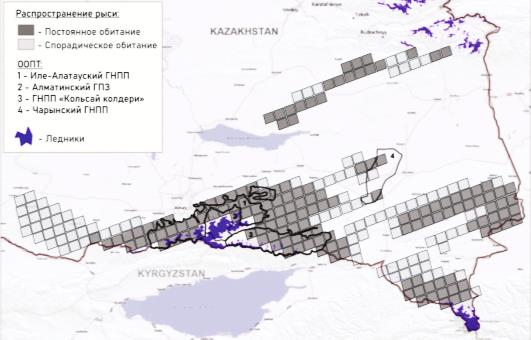 Распространение рыси:
- Постоянное обитание
- Спорадическое обитание
ООПТ:
1 - Иле-Алатауский ГНПП
2 - Алматинский ГПЗ
3 - ГНПП «Кольсай колдери»
4 - Чарынский ГНПП
- Ледники
KAZAKHSTAN
4
KYRGYZSTAN